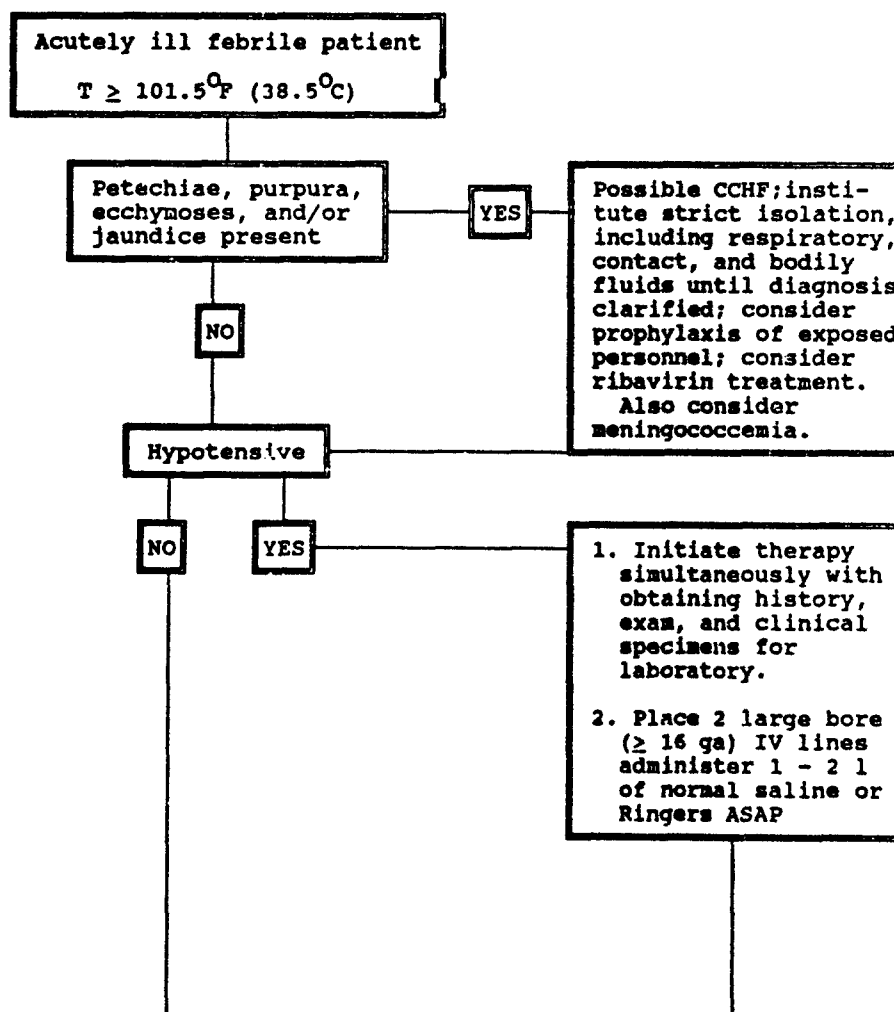 Acutely ill febrile patient
T ≥ 101.5°F (38.5°C)
Petechiae, purpura,
ecchymoses, and/or
jaundice present
YES
Possible CCHF; insti-
tute strict isolation,
including respiratory,
contact, and bodily
fluids until diagnosis
clarified; consider
prophylaxis of exposed
personnel; consider
ribavirin treatment.
Also consider
meningococcemia.
NO
Hypotensive
NO
YES
1. Initiate therapy
simultaneously with
obtaining history,
exam, and clinical
specimens for
laboratory.
2. Place 2 large bore
(≥ 16 ga) IV lines
administer 1 - 2 l
of normal saline or
Ringers ASAP